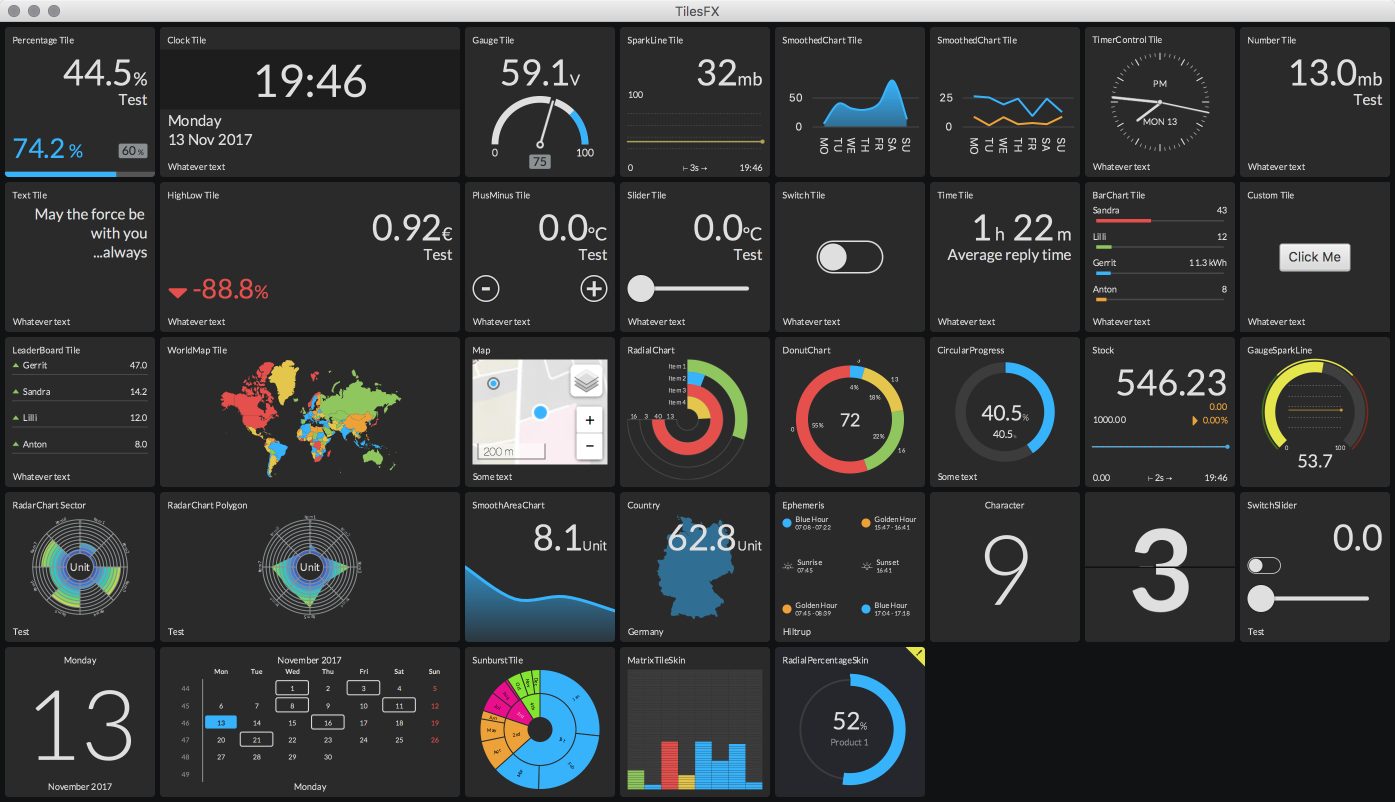 TilesFX
Percentage Tile
44.5%
Test
74.2 %
60 %
Clock Tile
19:46
Monday
13 Nov 2017
Whatever text
Gauge Tile
59.1V
0
100
75
SparkLine Tile
32mb
100
0
⊢ 3s →
19:46
SmoothedChart Tile
50
0
MO TU WE TH FR SA SU
SmoothedChart Tile
25
0
MO TU WE TH FR SA SU
TimerControl Tile
PM
MON 13
Whatever text
Number Tile
13.0mb
Test
Whatever text
Text Tile
May the force be
with you
...always
Whatever text
HighLow Tile
0.92€
Test
-88.8%
Whatever text
PlusMinus Tile
0.0°C
Test
-
+
Whatever text
Slider Tile
0.0°C
Test
Whatever text
Switch Tile
Whatever text
Time Tile
1 h 22 m
Average reply time
Whatever text
BarChart Tile
Sandra 43
Lilli 12
Gerrit 11.3 kWh
Anton 8
Whatever text
Custom Tile
Click Me
Whatever text
LeaderBoard Tile
Gerrit 47.0
Sandra 14.2
Lilli 12.0
Anton 8.0
Whatever text
WorldMap Tile
Map
+
−
200 m
Some text
RadialChart
Item 1
Item 2
Item 3
Item 4
16 3 40 13
DonutChart
3
4%
13
18%
72
0
55%
22%
16
CircularProgress
40.5%
40.5%
Some text
Stock
546.23
0.00
1000.00
0.00%
0.00
⊢ 2s →
19:46
GaugeSparkLine
0
100
53.7
RadarChart Sector
Unit
Test
RadarChart Polygon
Unit
Test
SmoothAreaChart
8.1Unit
Country
62.8Unit
Germany
Ephemeris
Blue Hour
07:08 - 07:22
Golden Hour
15:47 - 16:41
Sunrise
07:45
Sunset
16:41
Golden Hour
07:45 - 08:39
Blue Hour
17:04 - 17:18
Hiltrup
Character
9
3
SwitchSlider
0.0
Test
Monday
13
November 2017
November 2017
Mon Tue Wed Thu Fri Sat Sun
44 1 2 3 4 5
45 6 7 8 9 10 11 12
46 13 14 15 16 17 18 19
47 20 21 22 23 24 25 26
48 27 28 29 30
49
Monday
SunburstTile
2nd
MatrixTileSkin
RadialPercentageSkin
52%
Product 1